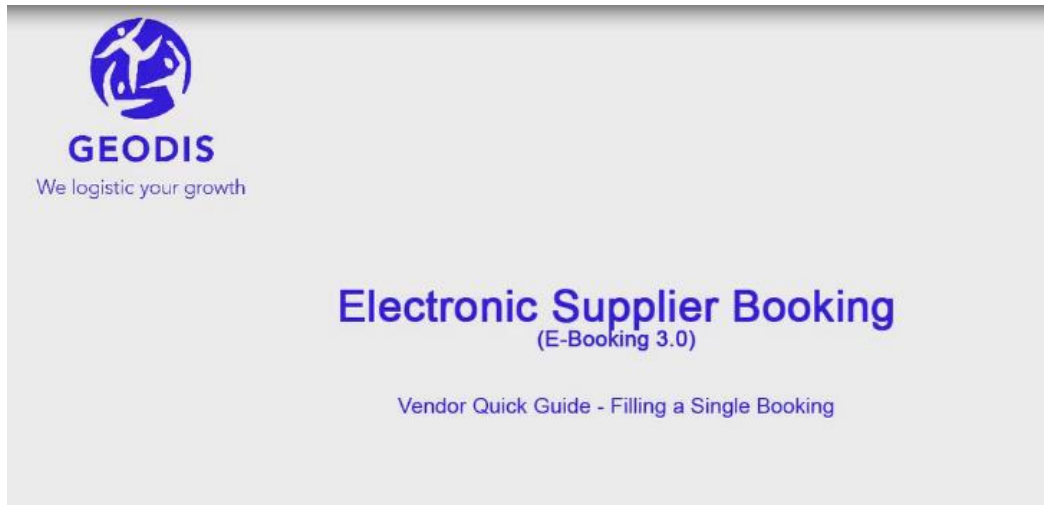 GEODIS
We logistic your growth
Electronic Supplier Booking
(E-Booking 3.0)
Vendor Quick Guide - Filling a Single Booking